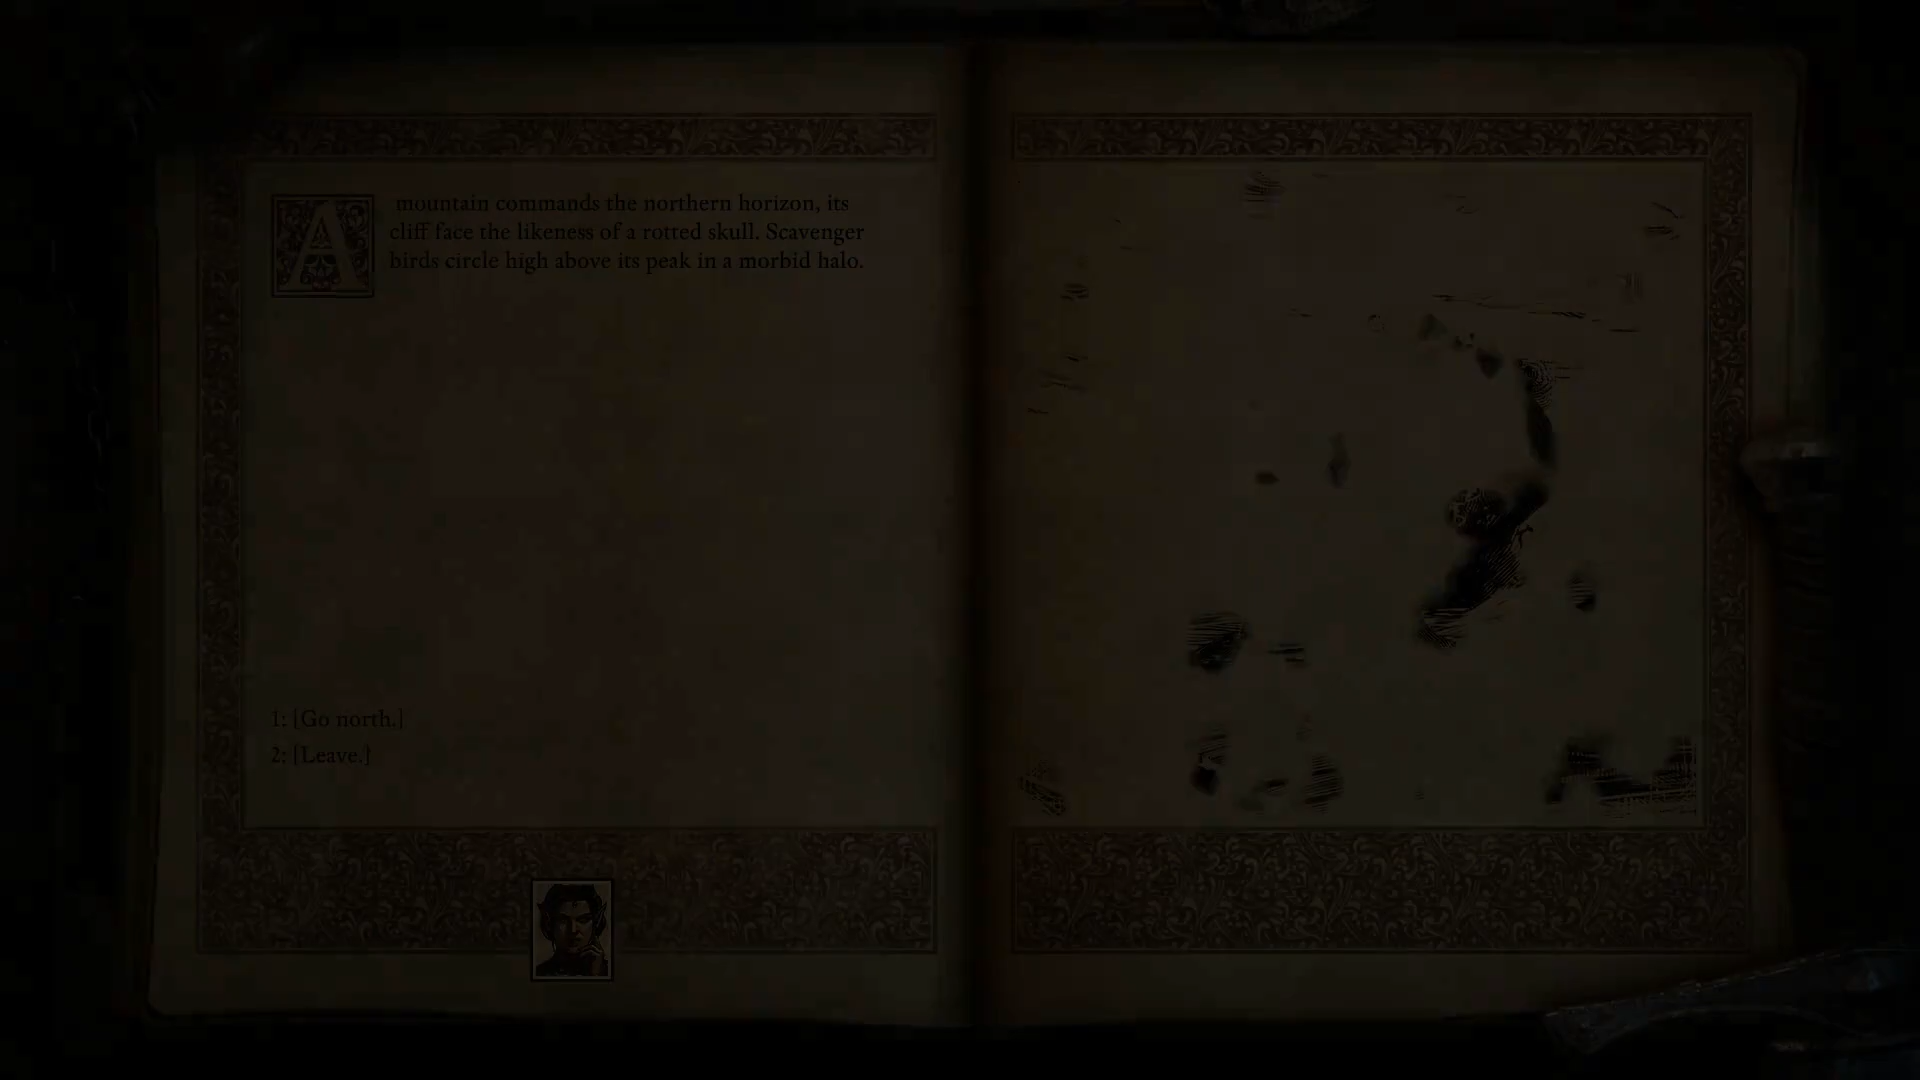 A mountain commands the northern horizon, its
cliff face the likeness of a rotted skull. Scavenger
birds circle high above its peak in a morbid halo.
1: [Go north.]
2: [Leave.]